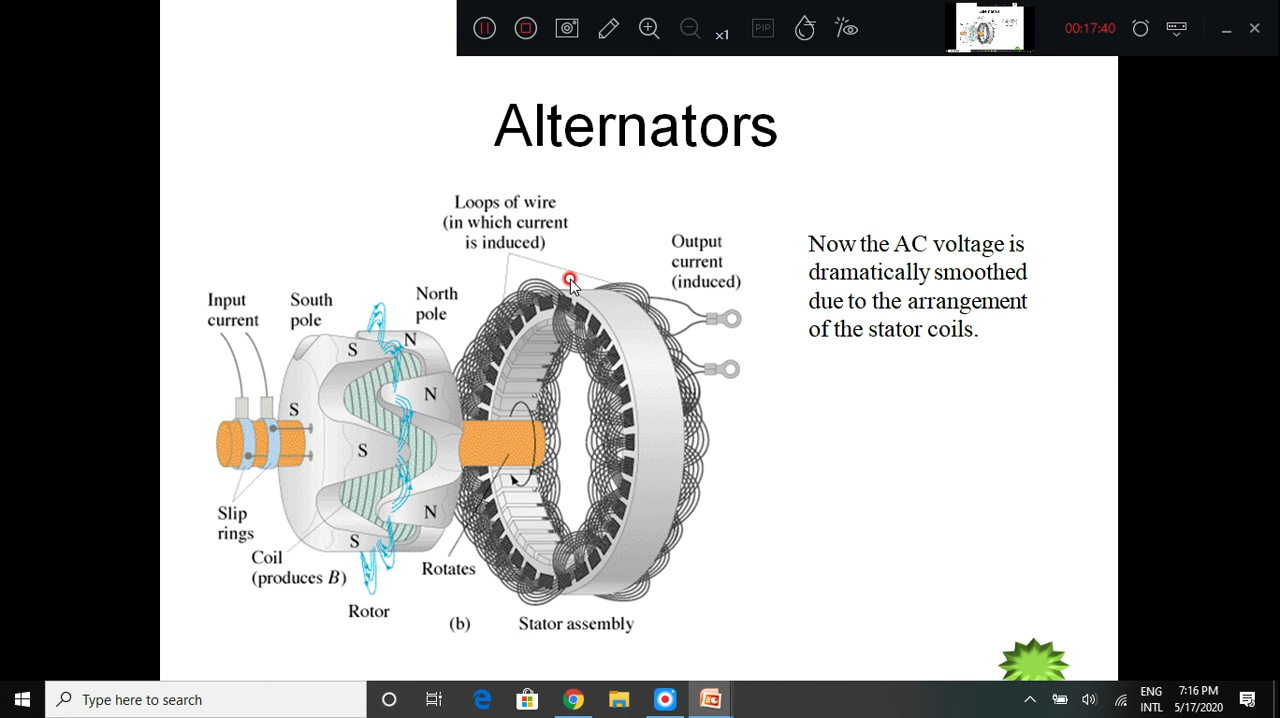 x1
PIP
00:17:40
Alternators
Loops of wire
(in which current
is induced)
Output
current
(induced)
Now the AC voltage is
dramatically smoothed
due to the arrangement
of the stator coils.
Input
current
South
pole
North
pole
S
N
S
N
S
N
S
Slip
rings
Coil
(produces B)
Rotates
Rotor
(b)
Stator assembly
Type here to search
ENG
INTL
7:16 PM
5/17/2020